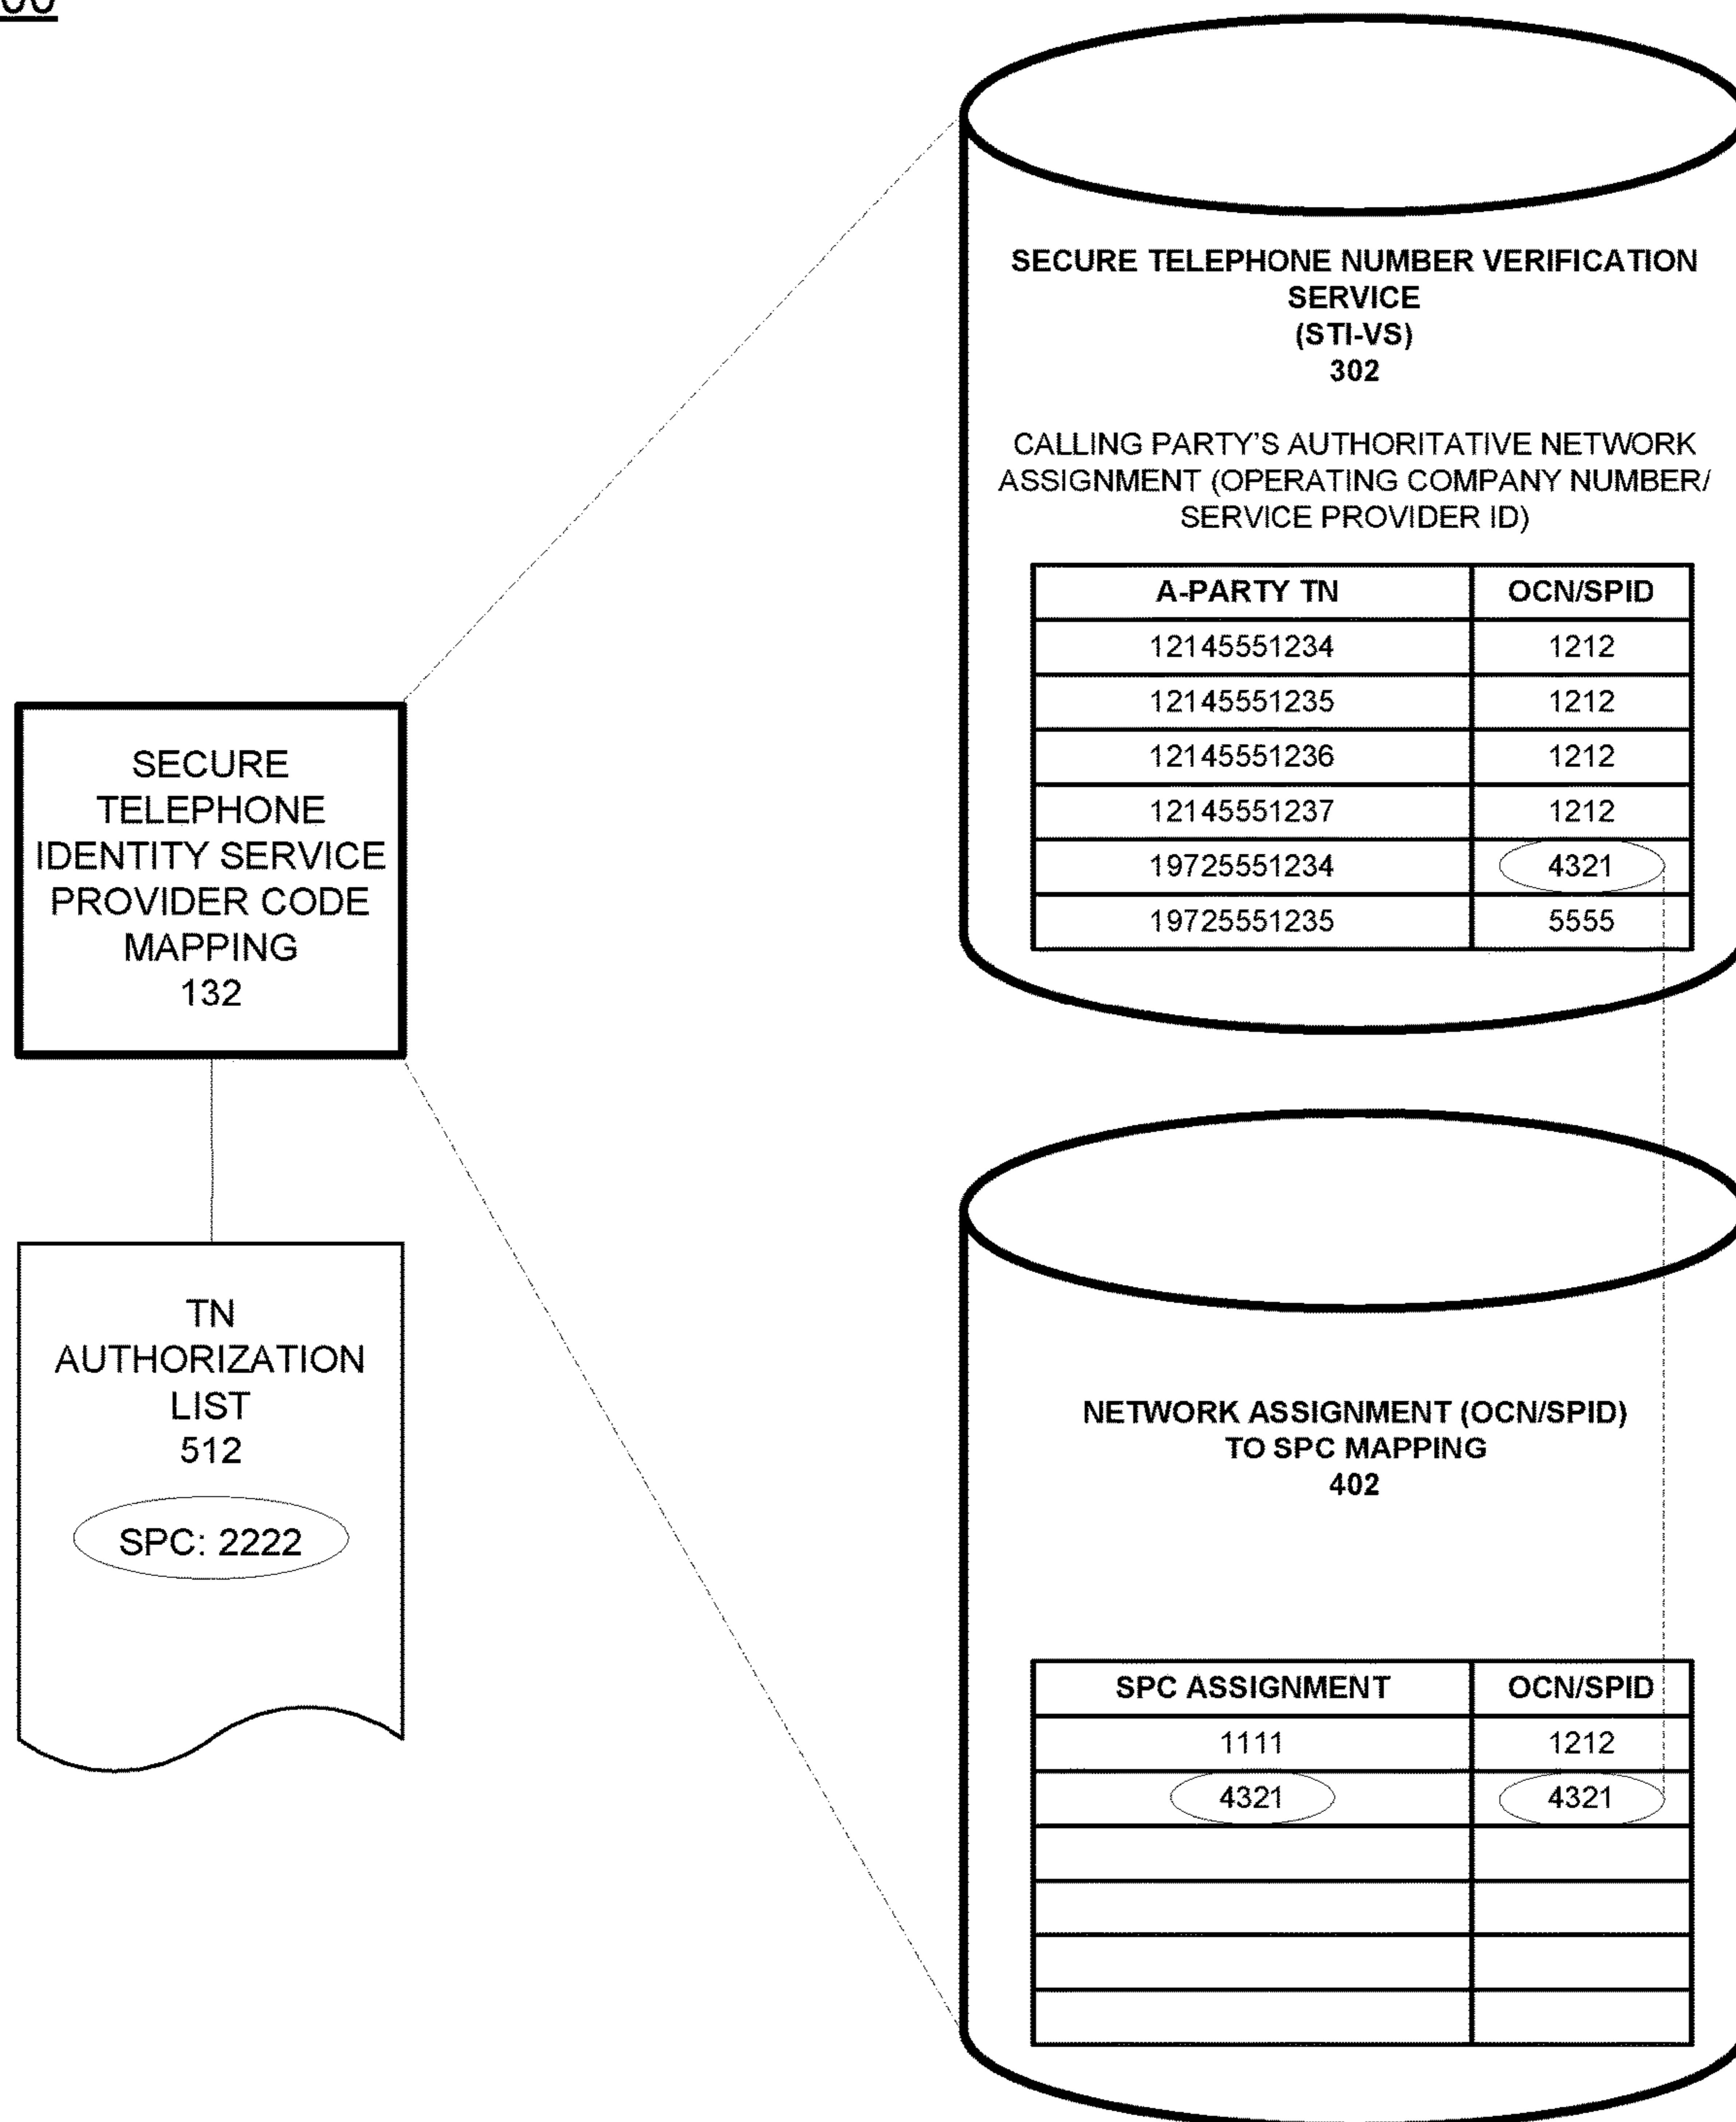 SECURE TELEPHONE NUMBER VERIFICATION
SERVICE
(STI-VS)
302
CALLING PARTY'S AUTHORITATIVE NETWORK
ASSIGNMENT (OPERATING COMPANY NUMBER/
SERVICE PROVIDER ID)
A-PARTY TN OCN/SPID
12145551234 1212
12145551235 1212
12145551236 1212
12145551237 1212
19725551234 4321
19725551235 5555
SECURE
TELEPHONE
IDENTITY SERVICE
PROVIDER CODE
MAPPING
132
TN
AUTHORIZATION
LIST
512
SPC: 2222
NETWORK ASSIGNMENT (OCN/SPID)
TO SPC MAPPING
402
SPC ASSIGNMENT OCN/SPID
1111 1212
4321 4321